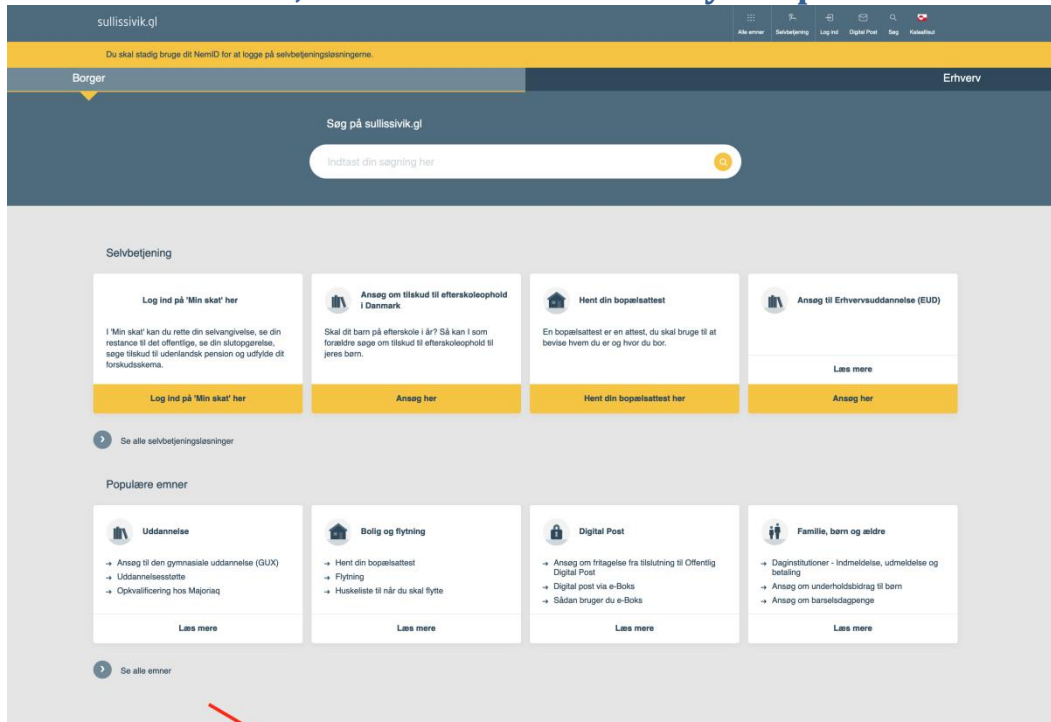 sullissivik.gl
Alle emner Selvbetjening Log ind Digital Post Søg Kalaallisut
Du skal stadig bruge dit NemID for at logge på selvbetjeningsløsningerne.
Borger Erhverv
Søg på sullissivik.gl
Indtast din søgning her
Selvbetjening
Log ind på 'Min skat' her
I 'Min skat' kan du rette din selvangivelse, se din
restance til det offentlige, se din slutopgørelse,
søge tilskud til udenlandsk pension og udfylde dit
forskudsskema.
Log ind på 'Min skat' her
Ansøg om tilskud til efterskoleophold
i Danmark
Skal dit barn på efterskole i år? Så kan I som
forældre søge om tilskud til efterskoleophold til
jeres børn.
Ansøg her
Hent din bopælsattest
En bopælsattest er en attest, du skal bruge til at
bevise hvem du er og hvor du bor.
Hent din bopælsattest her
Ansøg til Erhvervsuddannelse (EUD)
Læs mere
Ansøg her
Se alle selvbetjeningsløsninger
Populære emner
Uddannelse
→ Ansøg til den gymnasiale uddannelse (GUX)
→ Uddannelsesstøtte
→ Opkvalificering hos Majoriaq
Læs mere
Bolig og flytning
→ Hent din bopælsattest
→ Flytning
→ Huskeliste til når du skal flytte
Læs mere
Digital Post
→ Ansøg om fritagelse fra tilslutning til Offentlig
Digital Post
→ Digital post via e-Boks
→ Sådan bruger du e-Boks
Læs mere
Familie, børn og ældre
→ Daginstitutioner - Indmeldelse, udmeldelse og
betaling
→ Ansøg om underholdsbidrag til børn
→ Ansøg om barselsdagpenge
Læs mere
Se alle emner